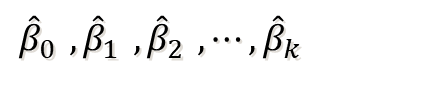 β̂₀ , β̂₁ , β̂₂ , ⋯ , β̂ₖ